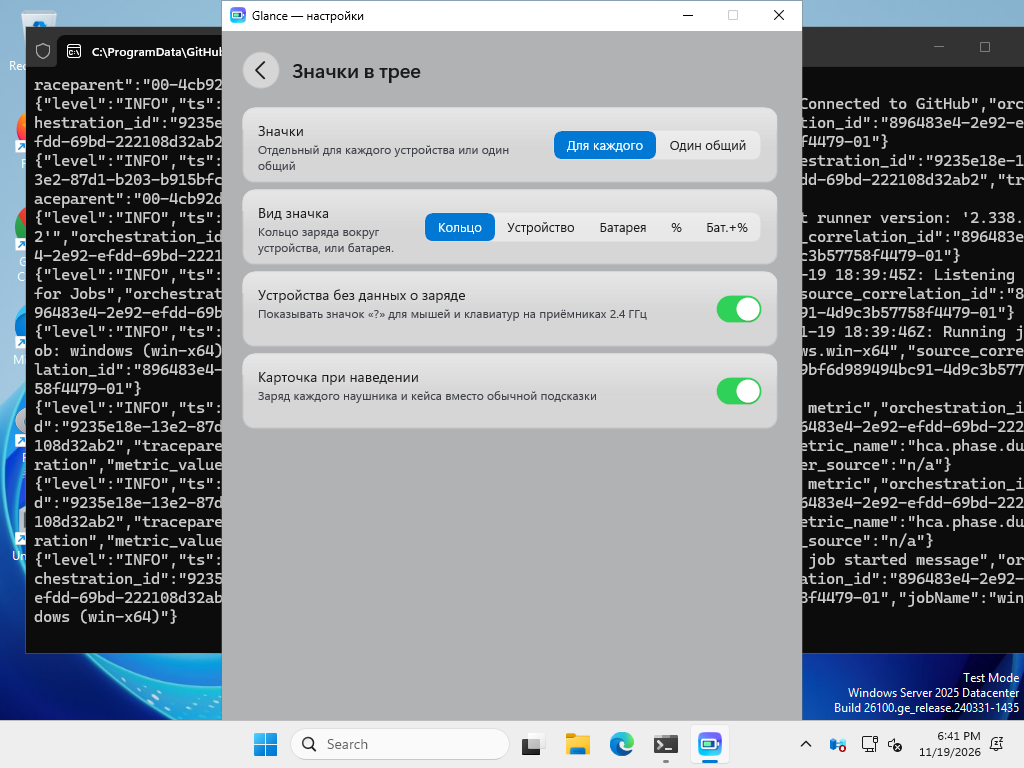 Glance — настройки
C:\ProgramData\GitHu
Значки в трее
Значки
Отдельный для каждого устройства или один
общий
Для каждого
Один общий
Вид значка
Кольцо заряда вокруг
устройства, или батарея.
Кольцо
Устройство
Батарея
%
Бат.+%
Устройства без данных о заряде
Показывать значок «?» для мышей и клавиатур на приёмниках 2.4 ГГц
Карточка при наведении
Заряд каждого наушника и кейса вместо обычной подсказки
raceparent":"00-4cb92
{"level":"INFO","ts":
hestration_id":"9235e
fdd-69bd-222108d32ab2
{"level":"INFO","ts":
3e2-87d1-b203-b915bfc
aceparent":"00-4cb92d
{"level":"INFO","ts":
2'","orchestration_id
4-2e92-efdd-69bd-2221
{"level":"INFO","ts":
for Jobs","orchestrat
96483e4-2e92-efdd-69b
{"level":"INFO","ts":
ob: windows (win-x64)
lation_id":"896483e4-
58f4479-01"}
{"level":"INFO","ts":
d":"9235e18e-13e2-87d
108d32ab2","tracepare
ration","metric_value
{"level":"INFO","ts":
d":"9235e18e-13e2-87d
108d32ab2","tracepare
ration","metric_value
{"level":"INFO","ts":
chestration_id":"9235
efdd-69bd-222108d32ab
dows (win-x64)"}
Connected to GitHub","orc
tion_id":"896483e4-2e92-e
f4479-01"}
estration_id":"9235e18e-1
dd-69bd-222108d32ab2","tr
t runner version: '2.338.
_correlation_id":"896483e
c3b57758f4479-01"}
-19 18:39:45Z: Listening
source_correlation_id":"8
91-4d9c3b57758f4479-01"}
-19 18:39:46Z: Running j
ws.win-x64","source_corre
9bf6d989494bc91-4d9c3b577
metric","orchestration_i
6483e4-2e92-efdd-69bd-222
etric_name":"hca.phase.du
er_source":"n/a"}
metric","orchestration_i
6483e4-2e92-efdd-69bd-222
etric_name":"hca.phase.du
_source":"n/a"}
job started message","or
ation_id":"896483e4-2e92-
8f4479-01","jobName":"win
Test Mode
Windows Server 2025 Datacenter
Build 26100.ge_release.240331-1435
Search
6:41 PM
11/19/2026